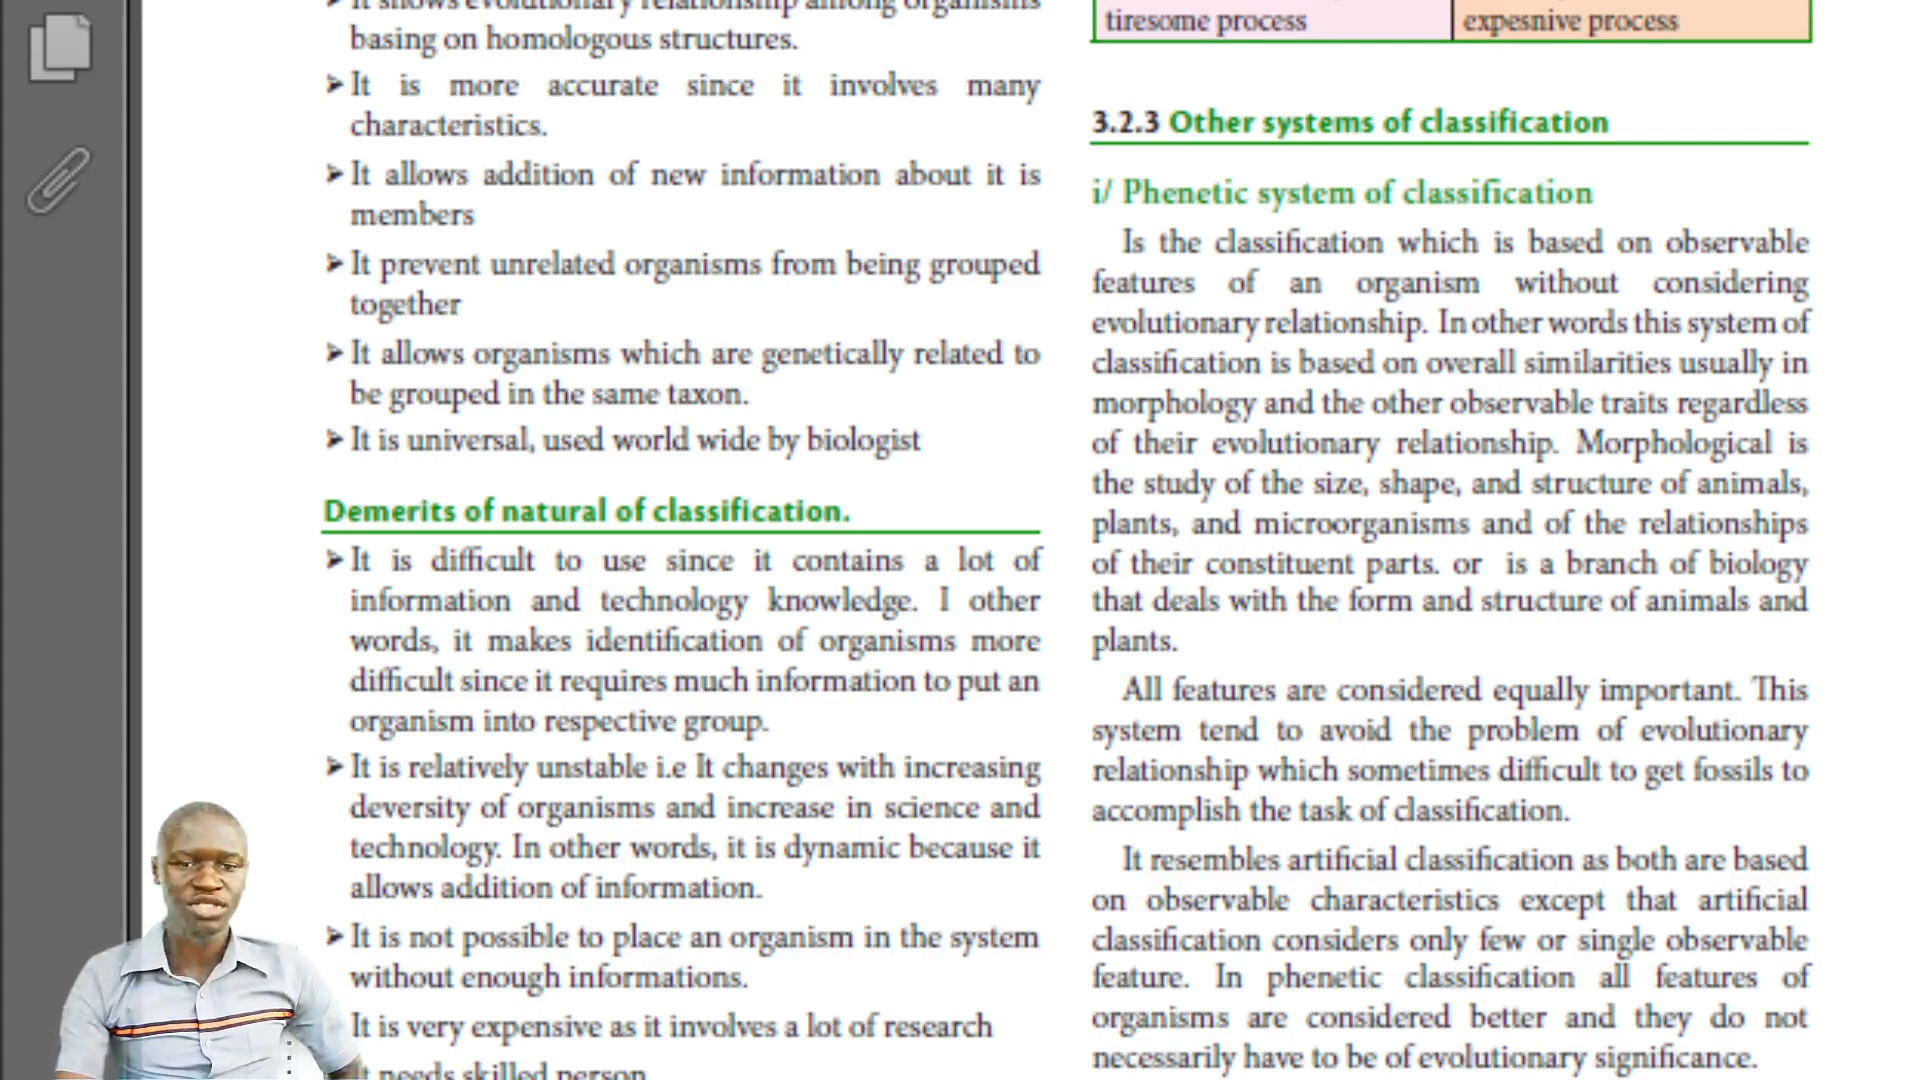 It shows evolutionary relationship among organisms
basing on homologous structures.
➢It is more accurate since it involves many
characteristics.
➢It allows addition of new information about it is
members
➢It prevent unrelated organisms from being grouped
together
➢It allows organisms which are genetically related to
be grouped in the same taxon.
➢It is universal, used world wide by biologist
Demerits of natural of classification.
➢It is difficult to use since it contains a lot of
information and technology knowledge. I other
words, it makes identification of organisms more
difficult since it requires much information to put an
organism into respective group.
➢It is relatively unstable i.e It changes with increasing
deversity of organisms and increase in science and
technology. In other words, it is dynamic because it
allows addition of information.
➢It is not possible to place an organism in the system
without enough informations.
It is very expensive as it involves a lot of research
It needs skilled person
tiresome process
expesnive process
3.2.3 Other systems of classification
i/ Phenetic system of classification
Is the classification which is based on observable
features of an organism without considering
evolutionary relationship. In other words this system of
classification is based on overall similarities usually in
morphology and the other observable traits regardless
of their evolutionary relationship. Morphological is
the study of the size, shape, and structure of animals,
plants, and microorganisms and of the relationships
of their constituent parts. or is a branch of biology
that deals with the form and structure of animals and
plants.
All features are considered equally important. This
system tend to avoid the problem of evolutionary
relationship which sometimes difficult to get fossils to
accomplish the task of classification.
It resembles artificial classification as both are based
on observable characteristics except that artificial
classification considers only few or single observable
feature. In phenetic classification all features of
organisms are considered better and they do not
necessarily have to be of evolutionary significance.